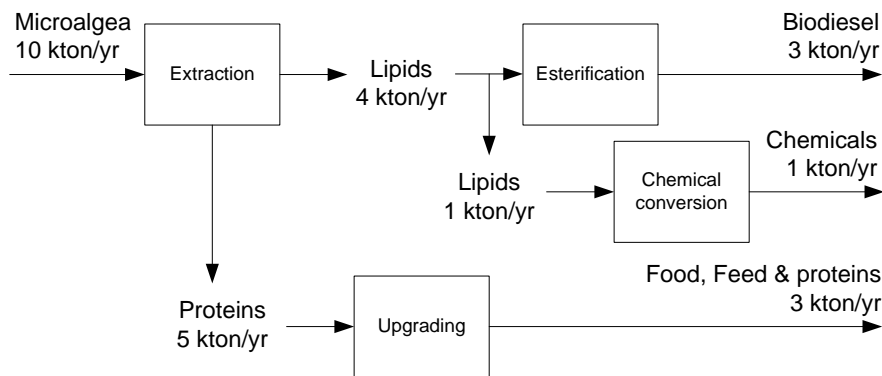 Microalgea
10 kton/yr
Extraction
Lipids
4 kton/yr
Esterification
Biodiesel
3 kton/yr
Lipids
1 kton/yr
Chemical
conversion
Chemicals
1 kton/yr
Proteins
5 kton/yr
Upgrading
Food, Feed & proteins
3 kton/yr